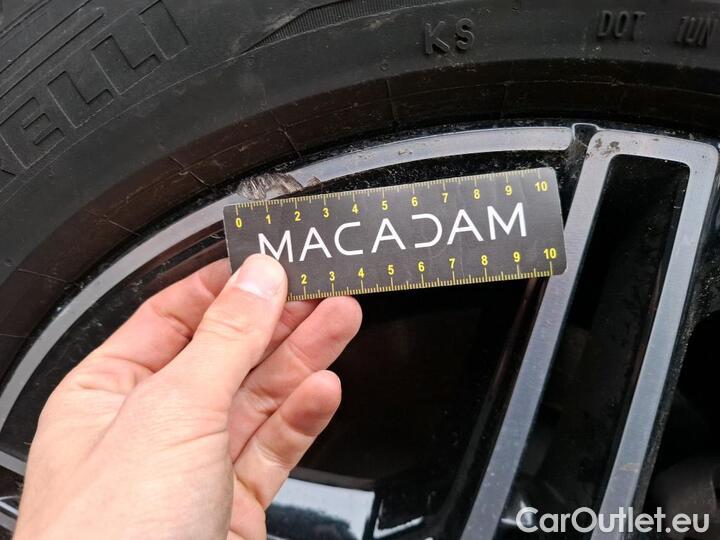 RELLI
KS
DOT 1UN
0 1 2 3 4 5 6 7 8 9 10
MACADAM
2 3 4 5 6 7 8 9 10
CarOutlet.eu